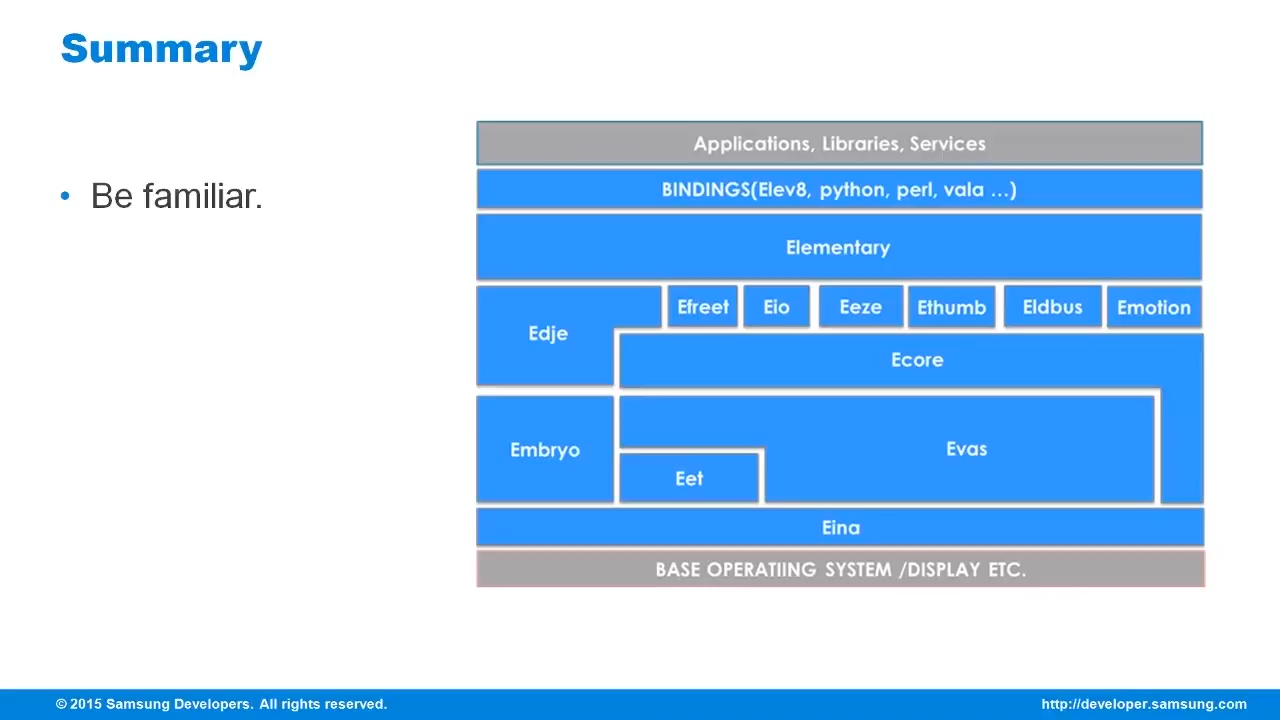 Summary
• Be familiar.
Applications, Libraries, Services
BINDINGS(Elev8, python, perl, vala ...)
Elementary
Edje
Efreet
Eio
Eeze
Ethumb
Eldbus
Emotion
Ecore
Embryo
Evas
Eet
Eina
BASE OPERATIING SYSTEM /DISPLAY ETC.
© 2015 Samsung Developers. All rights reserved.
http://developer.samsung.com